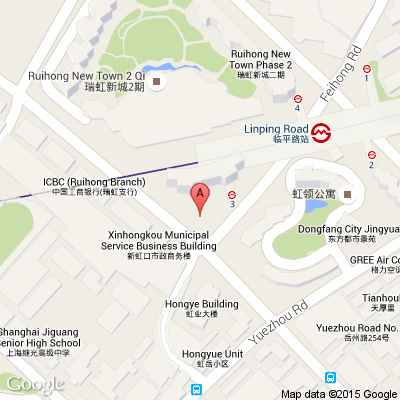 Ruihong New
Town Phase 2
瑞虹新城二期
Feihong Rd
Ruihong New Town 2 Qi
瑞虹新城2期
1
4
Linping Road
临平路站
2
ICBC (Ruihong Branch)
中国工商银行(瑞虹支行)
A
3
虹领公寓
Xinhongkou Municipal
Service Business Building
新虹口市政商务楼
Dongfang City Jingyua
东方都市景苑
GREE Air Co
格力空调
Hongye Building
虹业大楼
Yuezhou Rd
Tianhou
天厚里
Shanghai Jiguang
Senior High School
上海继光高级中学
Yuezhou Road No.
岳州路254号
Hongyue Unit
虹岳小区
Map data ©2015 Google